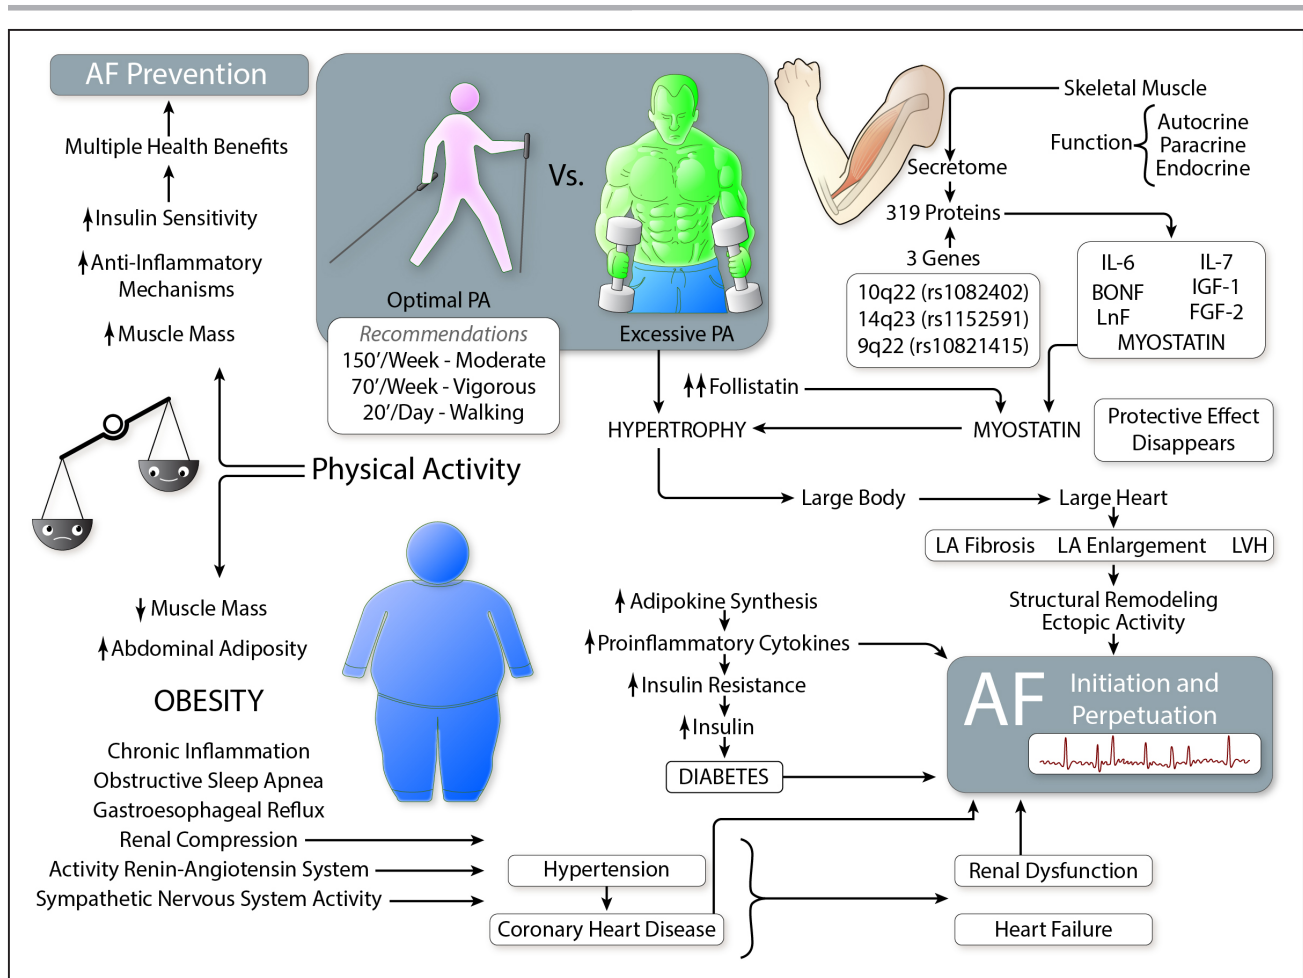 AF Prevention
Multiple Health Benefits
Insulin Sensitivity
Anti-Inflammatory
Mechanisms
Muscle Mass
Vs.
Optimal PA
Recommendations
150′/Week - Moderate
70′/Week - Vigorous
20′/Day - Walking
Excessive PA
Skeletal Muscle
Function
Autocrine
Paracrine
Endocrine
Secretome
319 Proteins
3 Genes
10q22 (rs1082402)
14q23 (rs1152591)
9q22 (rs10821415)
IL-6
IL-7
BONF
IGF-1
LnF
FGF-2
MYOSTATIN
Follistatin
HYPERTROPHY
MYOSTATIN
Protective Effect
Disappears
Physical Activity
Large Body
Large Heart
LA Fibrosis LA Enlargement LVH
Structural Remodeling
Ectopic Activity
Muscle Mass
Abdominal Adiposity
OBESITY
Chronic Inflammation
Obstructive Sleep Apnea
Gastroesophageal Reflux
Renal Compression
Activity Renin-Angiotensin System
Sympathetic Nervous System Activity
Adipokine Synthesis
Proinflammatory Cytokines
Insulin Resistance
Insulin
DIABETES
AF
Initiation and
Perpetuation
Hypertension
Coronary Heart Disease
Renal Dysfunction
Heart Failure